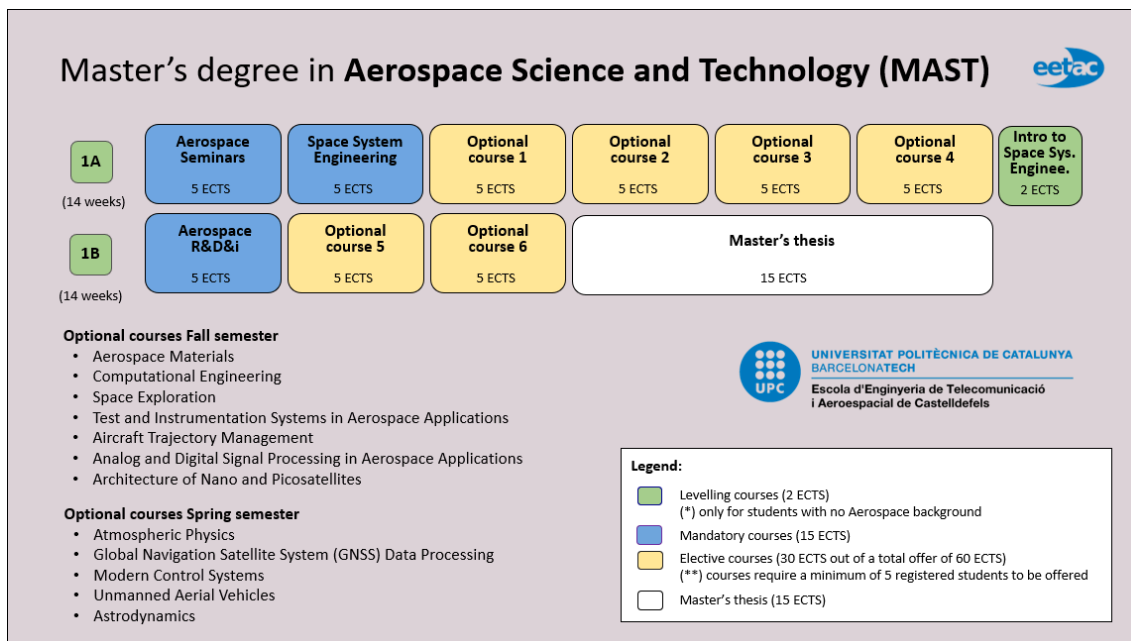 Master's degree in Aerospace Science and Technology (MAST)
eetac
1A
(14 weeks)
Aerospace
Seminars
5 ECTS
Space System
Engineering
5 ECTS
Optional
course 1
5 ECTS
Optional
course 2
5 ECTS
Optional
course 3
5 ECTS
Optional
course 4
5 ECTS
Intro to
Space Sys.
Enginee.
2 ECTS
1B
(14 weeks)
Aerospace
R&D&i
5 ECTS
Optional
course 5
5 ECTS
Optional
course 6
5 ECTS
Master's thesis
15 ECTS
Optional courses Fall semester
• Aerospace Materials
• Computational Engineering
• Space Exploration
• Test and Instrumentation Systems in Aerospace Applications
• Aircraft Trajectory Management
• Analog and Digital Signal Processing in Aerospace Applications
• Architecture of Nano and Picosatellites
Optional courses Spring semester
• Atmospheric Physics
• Global Navigation Satellite System (GNSS) Data Processing
• Modern Control Systems
• Unmanned Aerial Vehicles
• Astrodynamics
UPC
UNIVERSITAT POLITÈCNICA DE CATALUNYA
BARCELONATECH
Escola d'Enginyeria de Telecomunicació
i Aeroespacial de Castelldefels
Legend:
Levelling courses (2 ECTS)
(*) only for students with no Aerospace background
Mandatory courses (15 ECTS)
Elective courses (30 ECTS out of a total offer of 60 ECTS)
(**) courses require a minimum of 5 registered students to be offered
Master's thesis (15 ECTS)